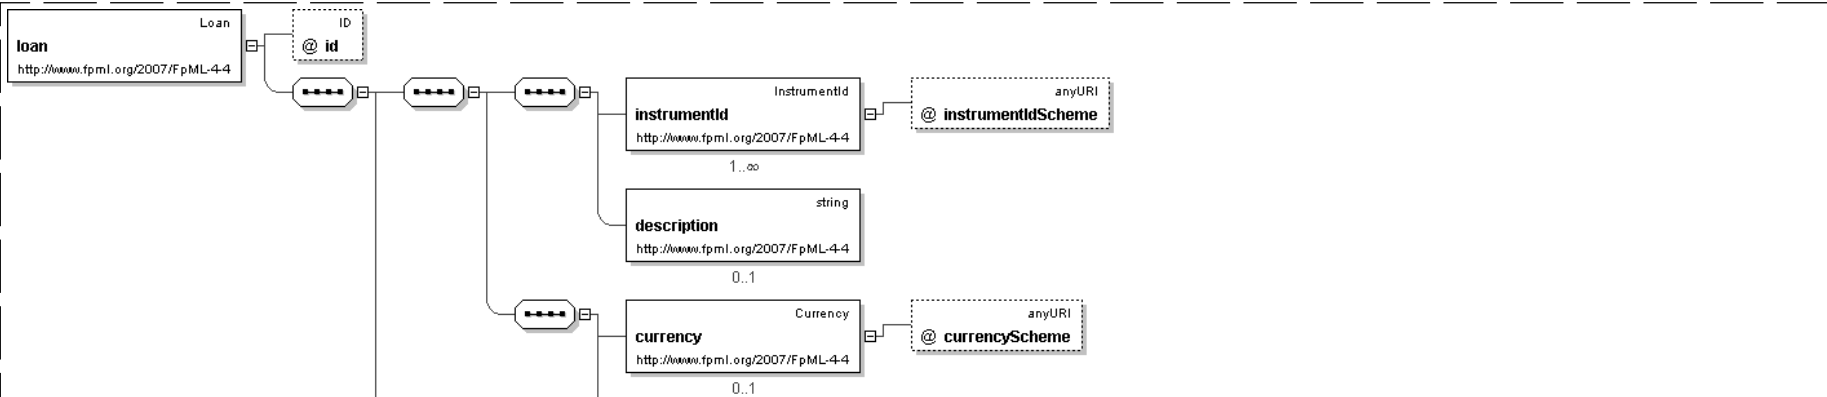 Loan
loan
http://www.fpml.org/2007/FpML-4-4
ID
@ id
InstrumentId
instrumentId
http://www.fpml.org/2007/FpML-4-4
1..∞
anyURI
@ instrumentIdScheme
string
description
http://www.fpml.org/2007/FpML-4-4
0..1
Currency
currency
http://www.fpml.org/2007/FpML-4-4
0..1
anyURI
@ currencyScheme